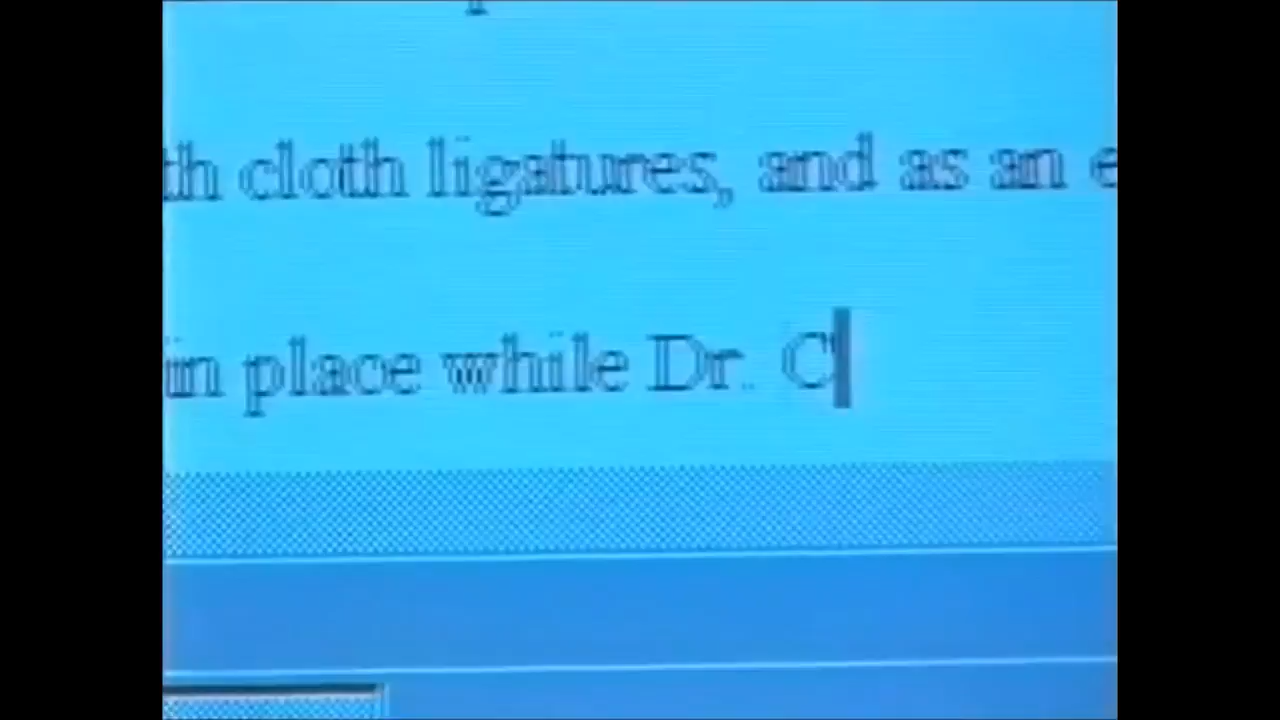 th cloth ligatures, and as an e
in place while Dr. C